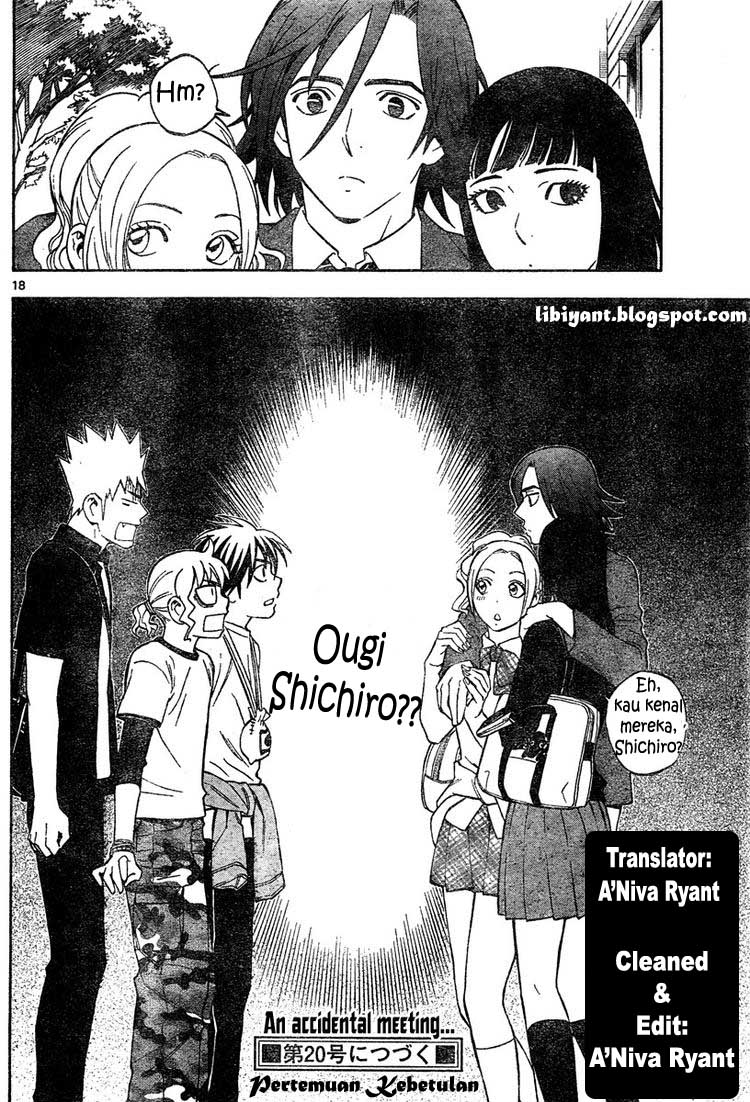 Hm?
18
libiyant.blogspot.com
Ougi
Shichiro??
Eh,
kau kenal
mereka,
Shichiro?
Translator:
A'Niva Ryant
Cleaned
&
Edit:
A'Niva Ryant
An accidental meeting...
第20号につづく
Pertemuan Kebetulan